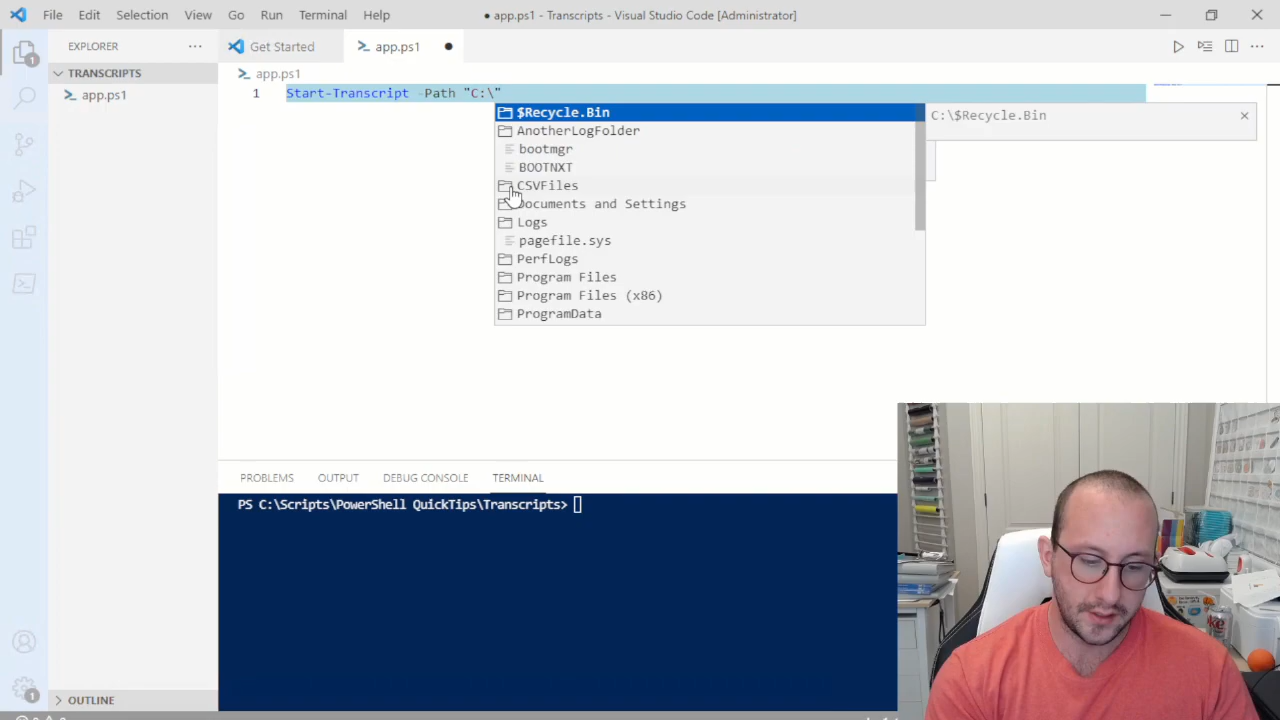 File Edit Selection View Go Run Terminal Help ● app.ps1 - Transcripts - Visual Studio Code [Administrator]
EXPLORER ··· Get Started app.ps1 ●
TRANSCRIPTS
app.ps1
app.ps1
1 Start-Transcript -Path "C:\"
$Recycle.Bin
C:\$Recycle.Bin
AnotherLogFolder
bootmgr
BOOTNXT
CSVFiles
Documents and Settings
Logs
pagefile.sys
PerfLogs
Program Files
Program Files (x86)
ProgramData
PROBLEMS OUTPUT DEBUG CONSOLE TERMINAL
PS C:\Scripts\PowerShell QuickTips\Transcripts>
1
1
OUTLINE